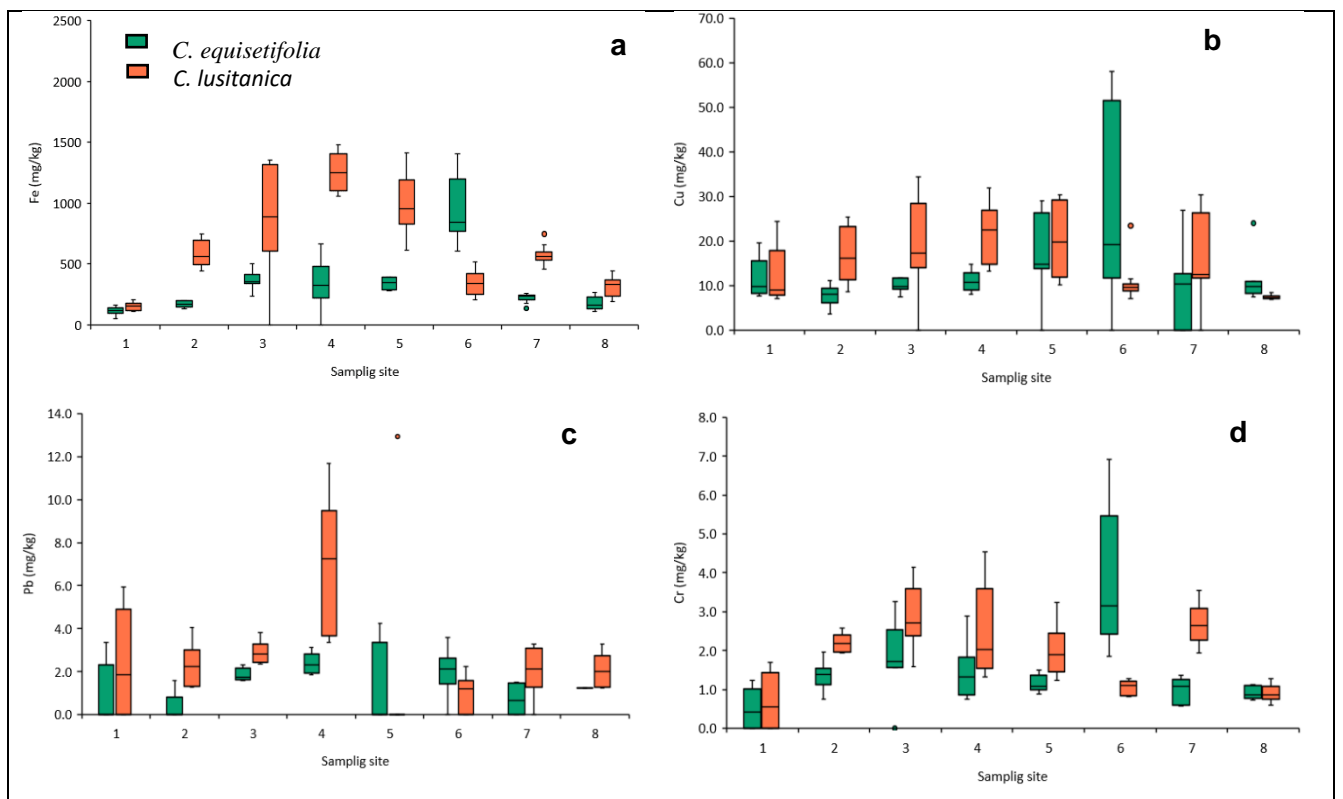 a
C. equisetifolia
C. lusitanica
2500
2000
1500
1000
500
0
Fe (mg/kg)
1 2 3 4 5 6 7 8
Samplig site
b
70.0
60.0
50.0
40.0
30.0
20.0
10.0
0.0
Cu (mg/kg)
1 2 3 4 5 6 7 8
Samplig site
c
14.0
12.0
10.0
8.0
6.0
4.0
2.0
0.0
Pb (mg/kg)
1 2 3 4 5 6 7 8
Samplig site
d
8.0
7.0
6.0
5.0
4.0
3.0
2.0
1.0
0.0
Cr (mg/kg)
1 2 3 4 5 6 7 8
Samplig site